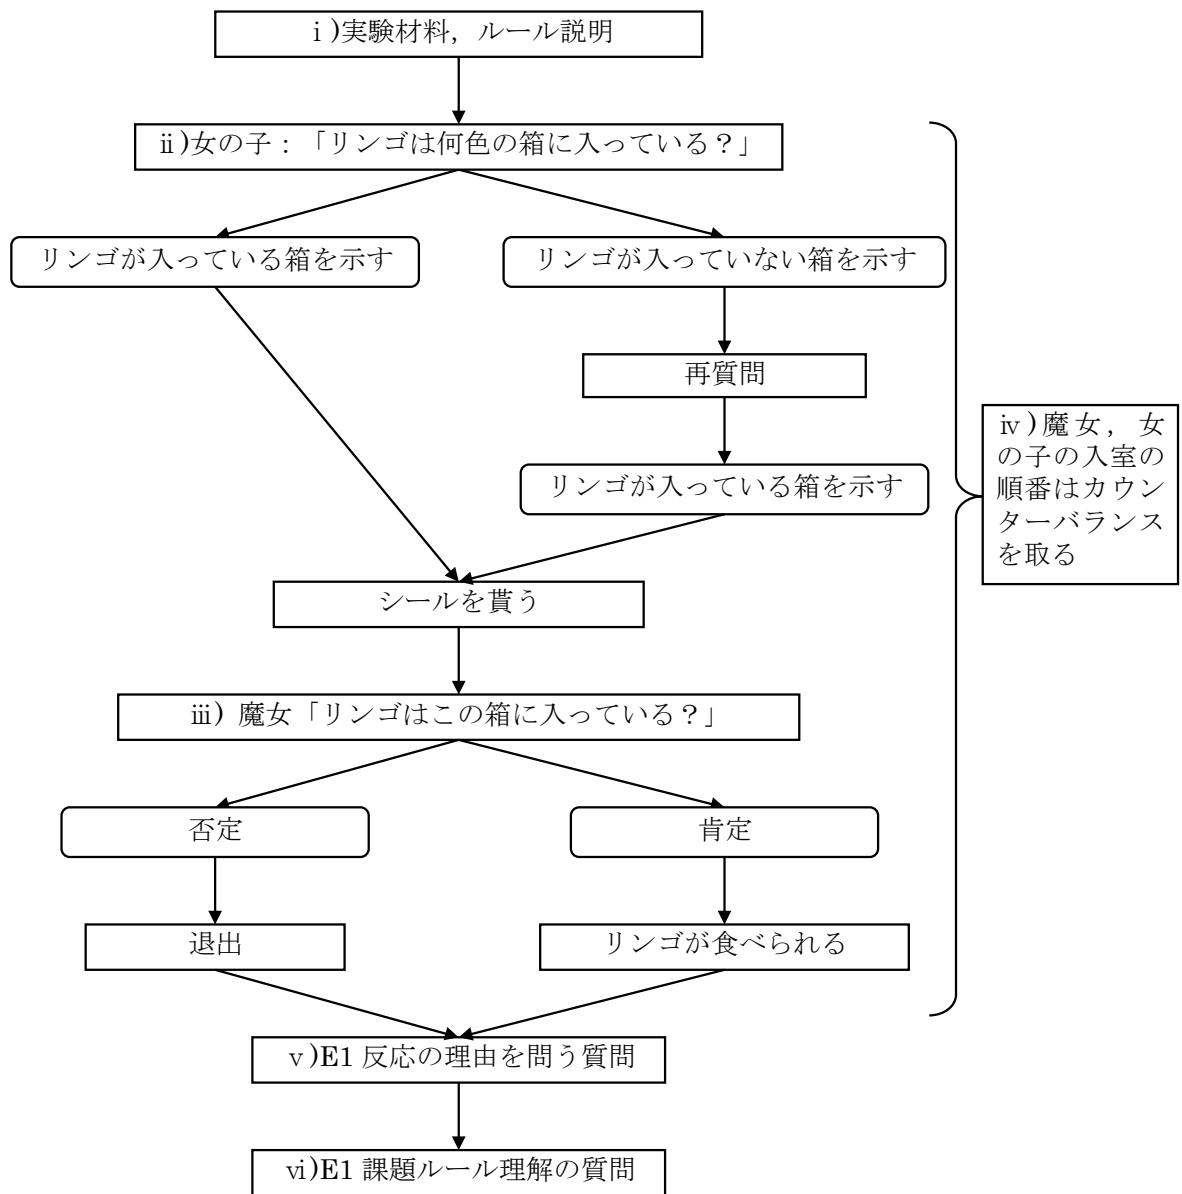 ⅰ)実験材料，ルール説明
ⅱ)女の子：「リンゴは何色の箱に入っている？」
リンゴが入っている箱を示す
リンゴが入っていない箱を示す
再質問
リンゴが入っている箱を示す
シールを貰う
ⅲ) 魔女「リンゴはこの箱に入っている？」
否定
肯定
退出
リンゴが食べられる
ⅳ)魔女，女
の子の入室の
順番はカウン
ターバランス
を取る
ⅴ)E1 反応の理由を問う質問
ⅵ)E1 課題ルール理解の質問